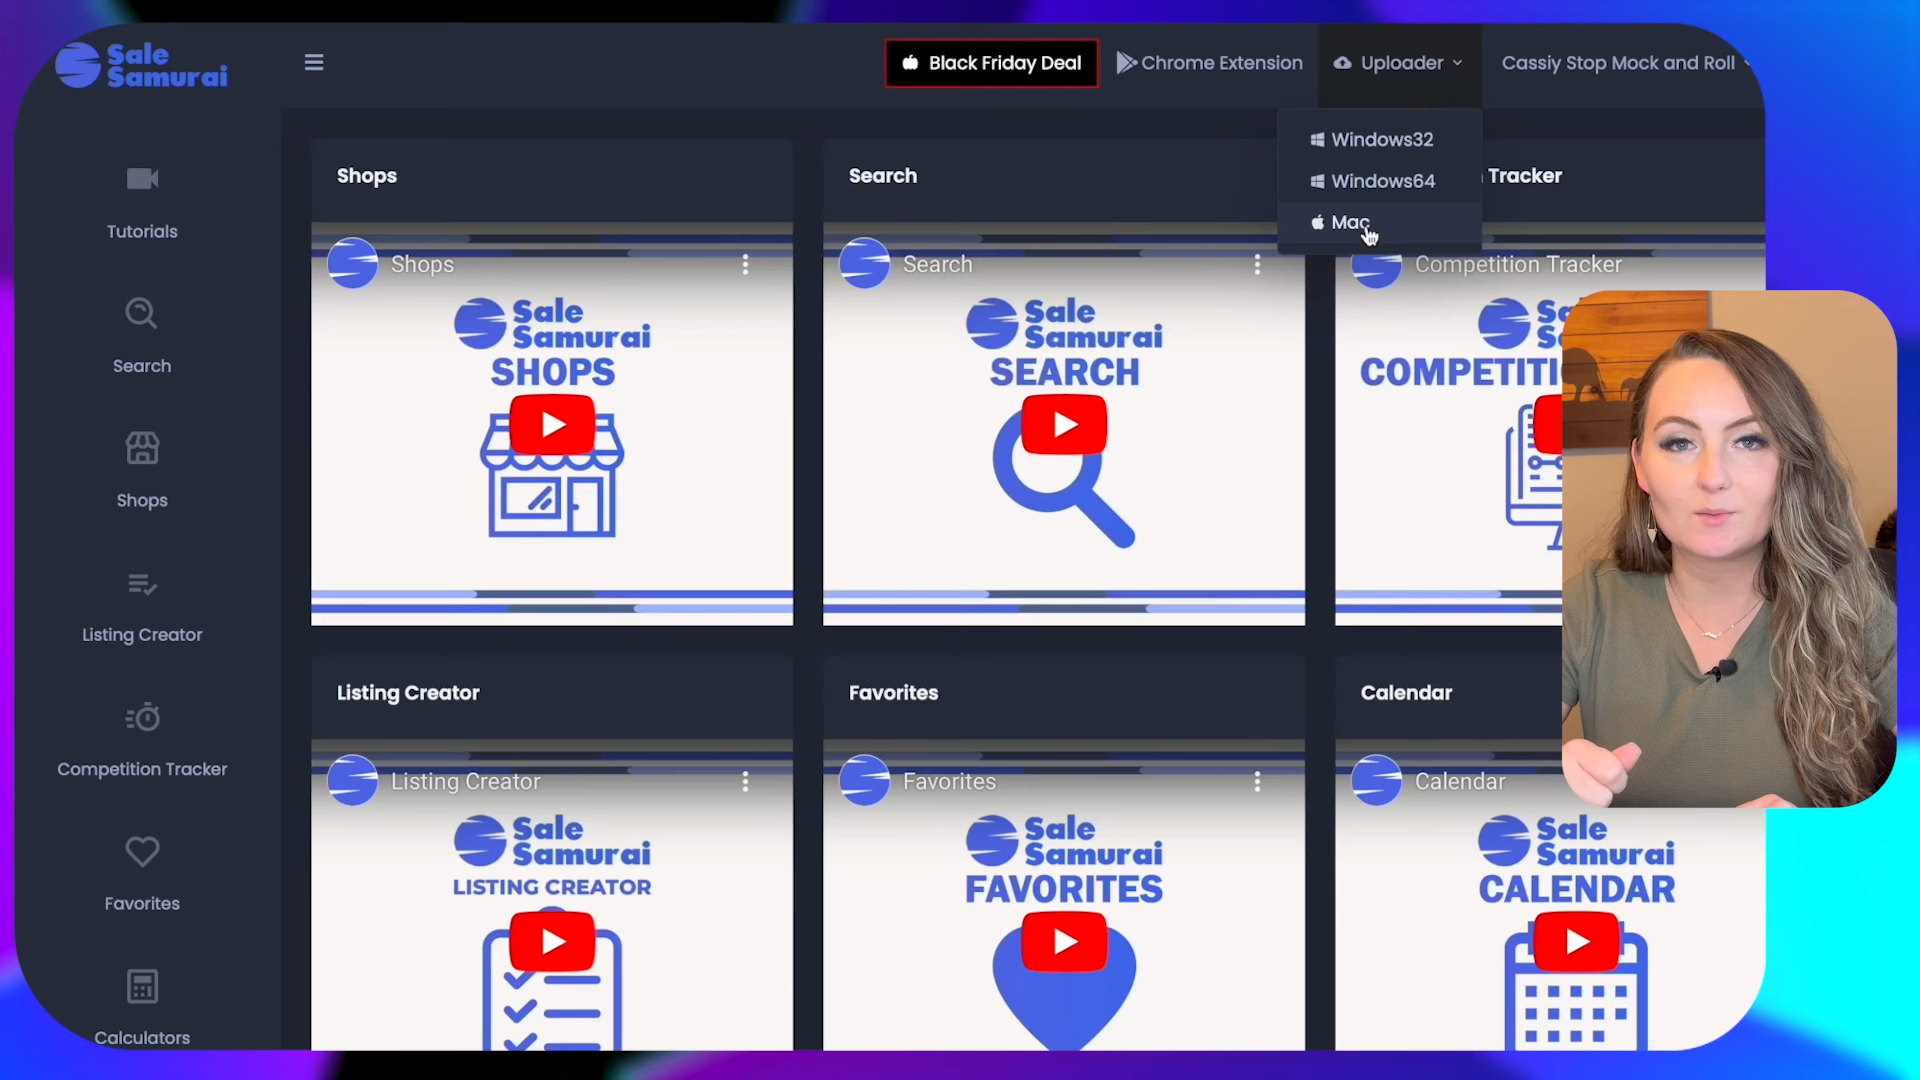 Sale
Samurai
Black Friday Deal
Chrome Extension
Uploader
Cassiy Stop Mock and Roll
Windows32
Windows64
Mac
Tutorials
Search
Shops
Listing Creator
Competition Tracker
Favorites
Calculators
Shops
Shops
Sale
Samurai
SHOPS
Search
Search
Sale
Samurai
SEARCH
Tracker
Competition Tracker
Listing Creator
Listing Creator
Sale
Samurai
LISTING CREATOR
Favorites
Favorites
Sale
Samurai
FAVORITES
Calendar
Calendar
Sale
Samurai
CALENDAR